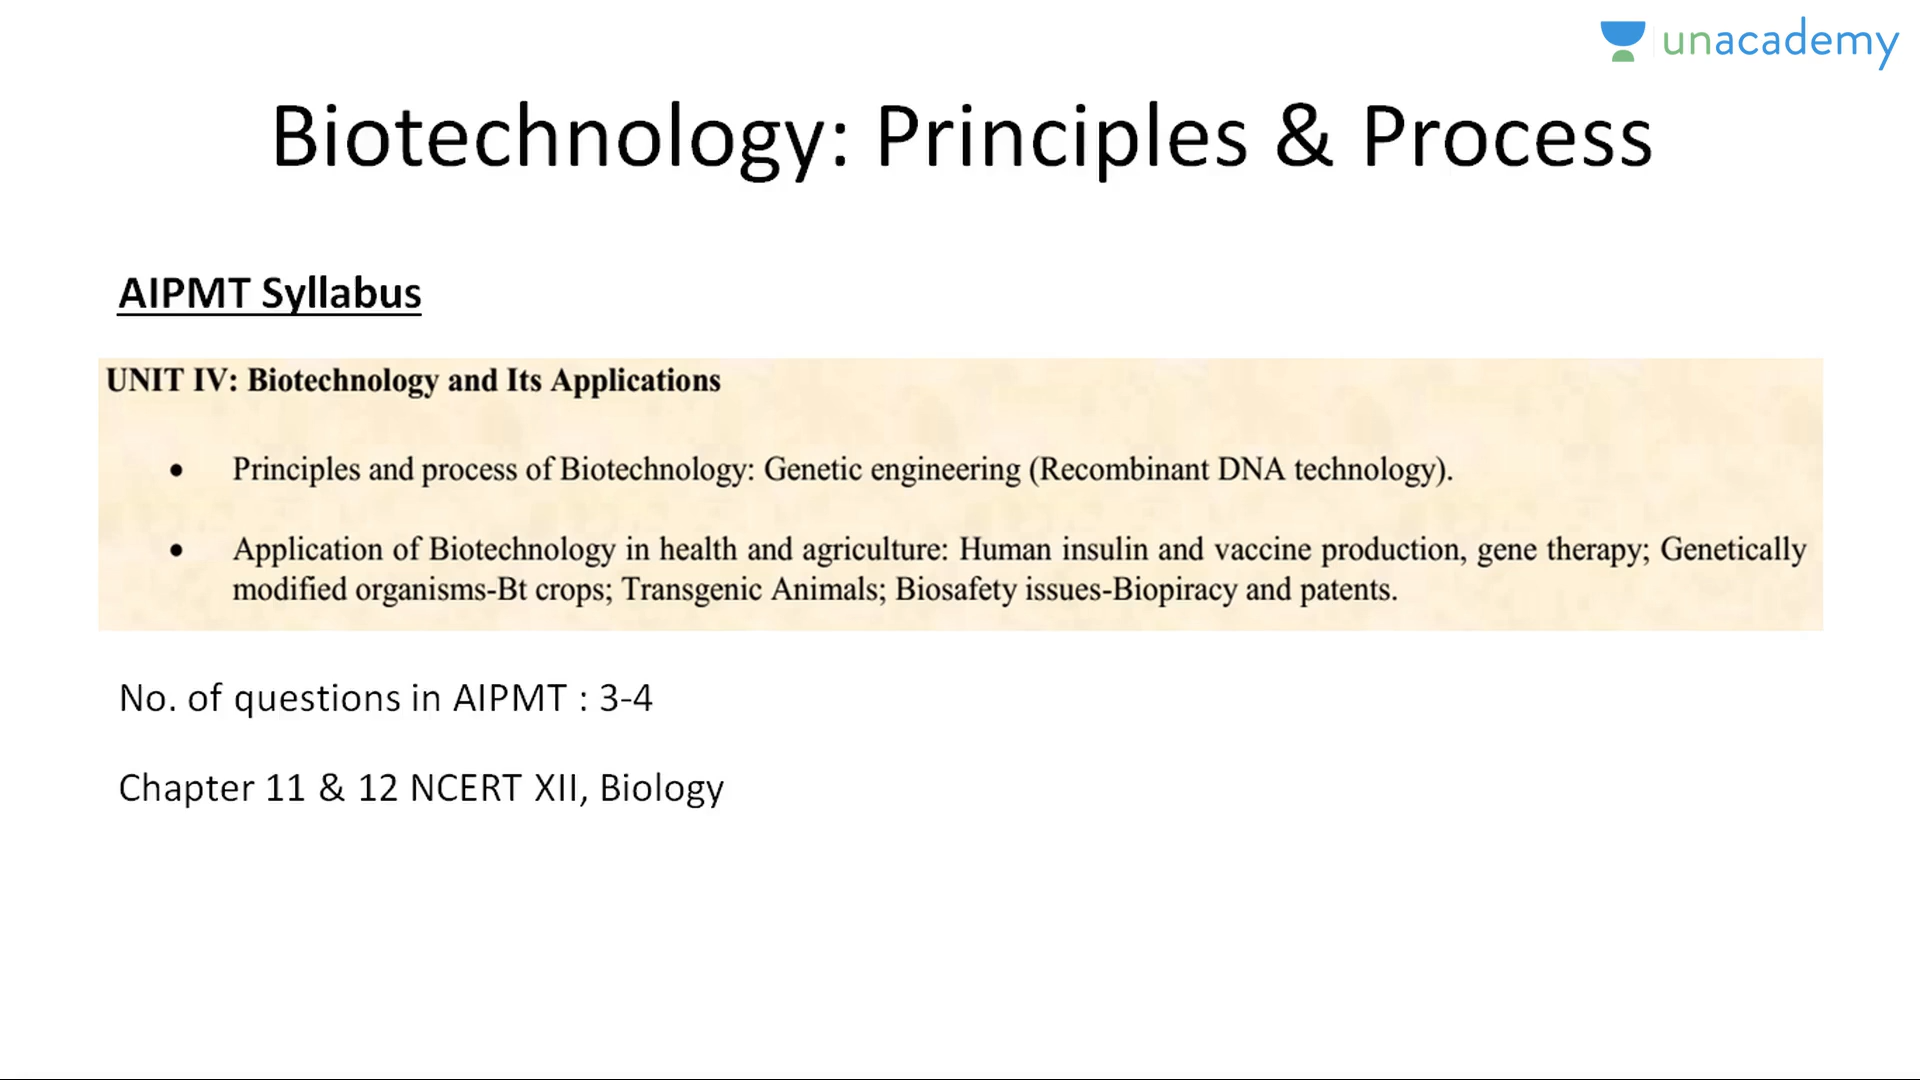 unacademy
Biotechnology: Principles & Process
AIPMT Syllabus
UNIT IV: Biotechnology and Its Applications
• Principles and process of Biotechnology: Genetic engineering (Recombinant DNA technology).
• Application of Biotechnology in health and agriculture: Human insulin and vaccine production, gene therapy; Genetically
modified organisms-Bt crops; Transgenic Animals; Biosafety issues-Biopiracy and patents.
No. of questions in AIPMT : 3-4
Chapter 11 & 12 NCERT XII, Biology